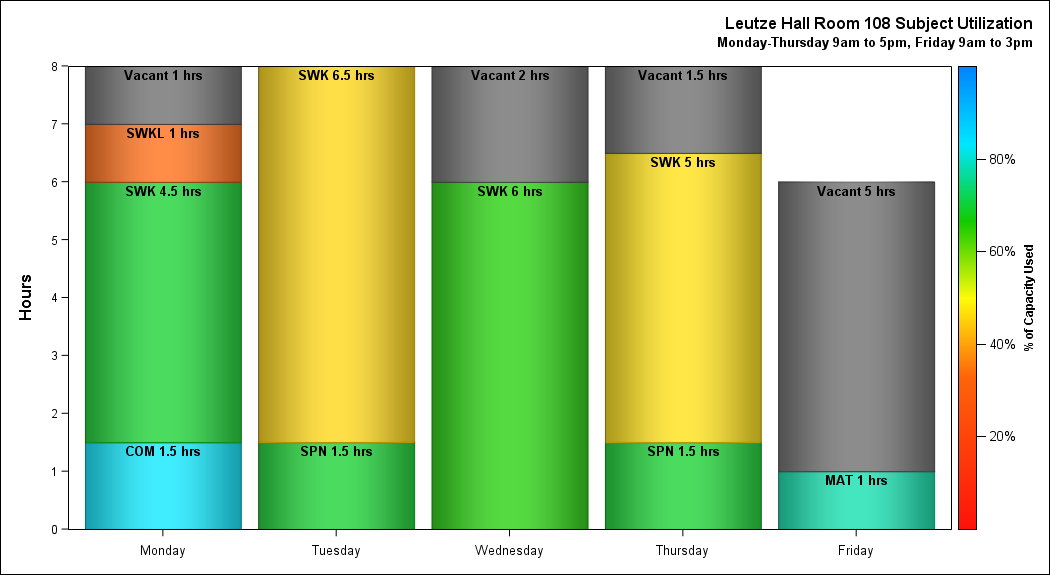 Leutze Hall Room 108 Subject Utilization
Monday-Thursday 9am to 5pm, Friday 9am to 3pm
Hours
8
7
6
5
4
3
2
1
0
Vacant 1 hrs
SWKL 1 hrs
SWK 4.5 hrs
COM 1.5 hrs
SWK 6.5 hrs
SPN 1.5 hrs
Vacant 2 hrs
SWK 6 hrs
Vacant 1.5 hrs
SWK 5 hrs
SPN 1.5 hrs
Vacant 5 hrs
MAT 1 hrs
Monday
Tuesday
Wednesday
Thursday
Friday
80%
60%
40%
20%
% of Capacity Used